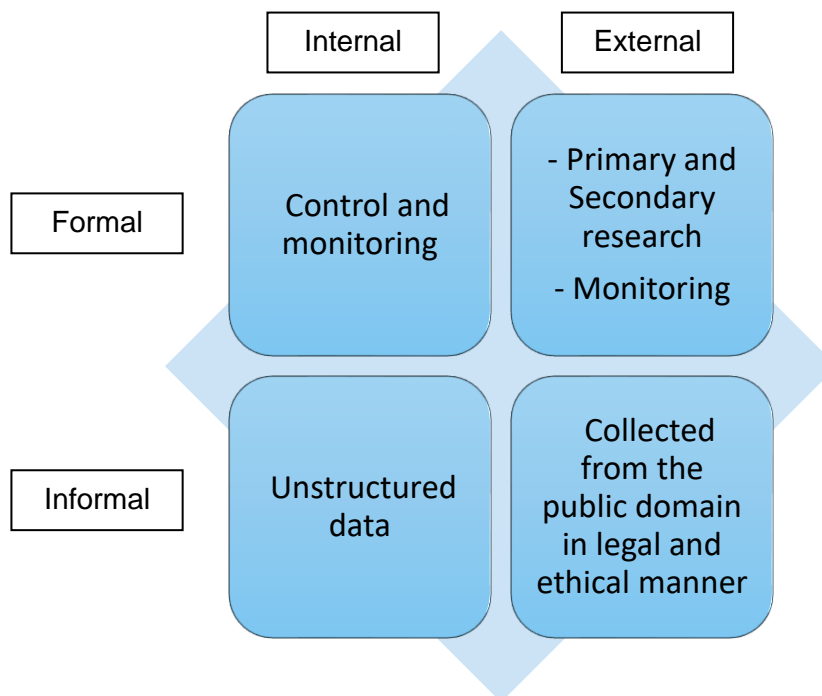 Internal
External
Formal
Control and
monitoring
- Primary and
Secondary
research
- Monitoring
Informal
Unstructured
data
Collected
from the
public domain
in legal and
ethical manner